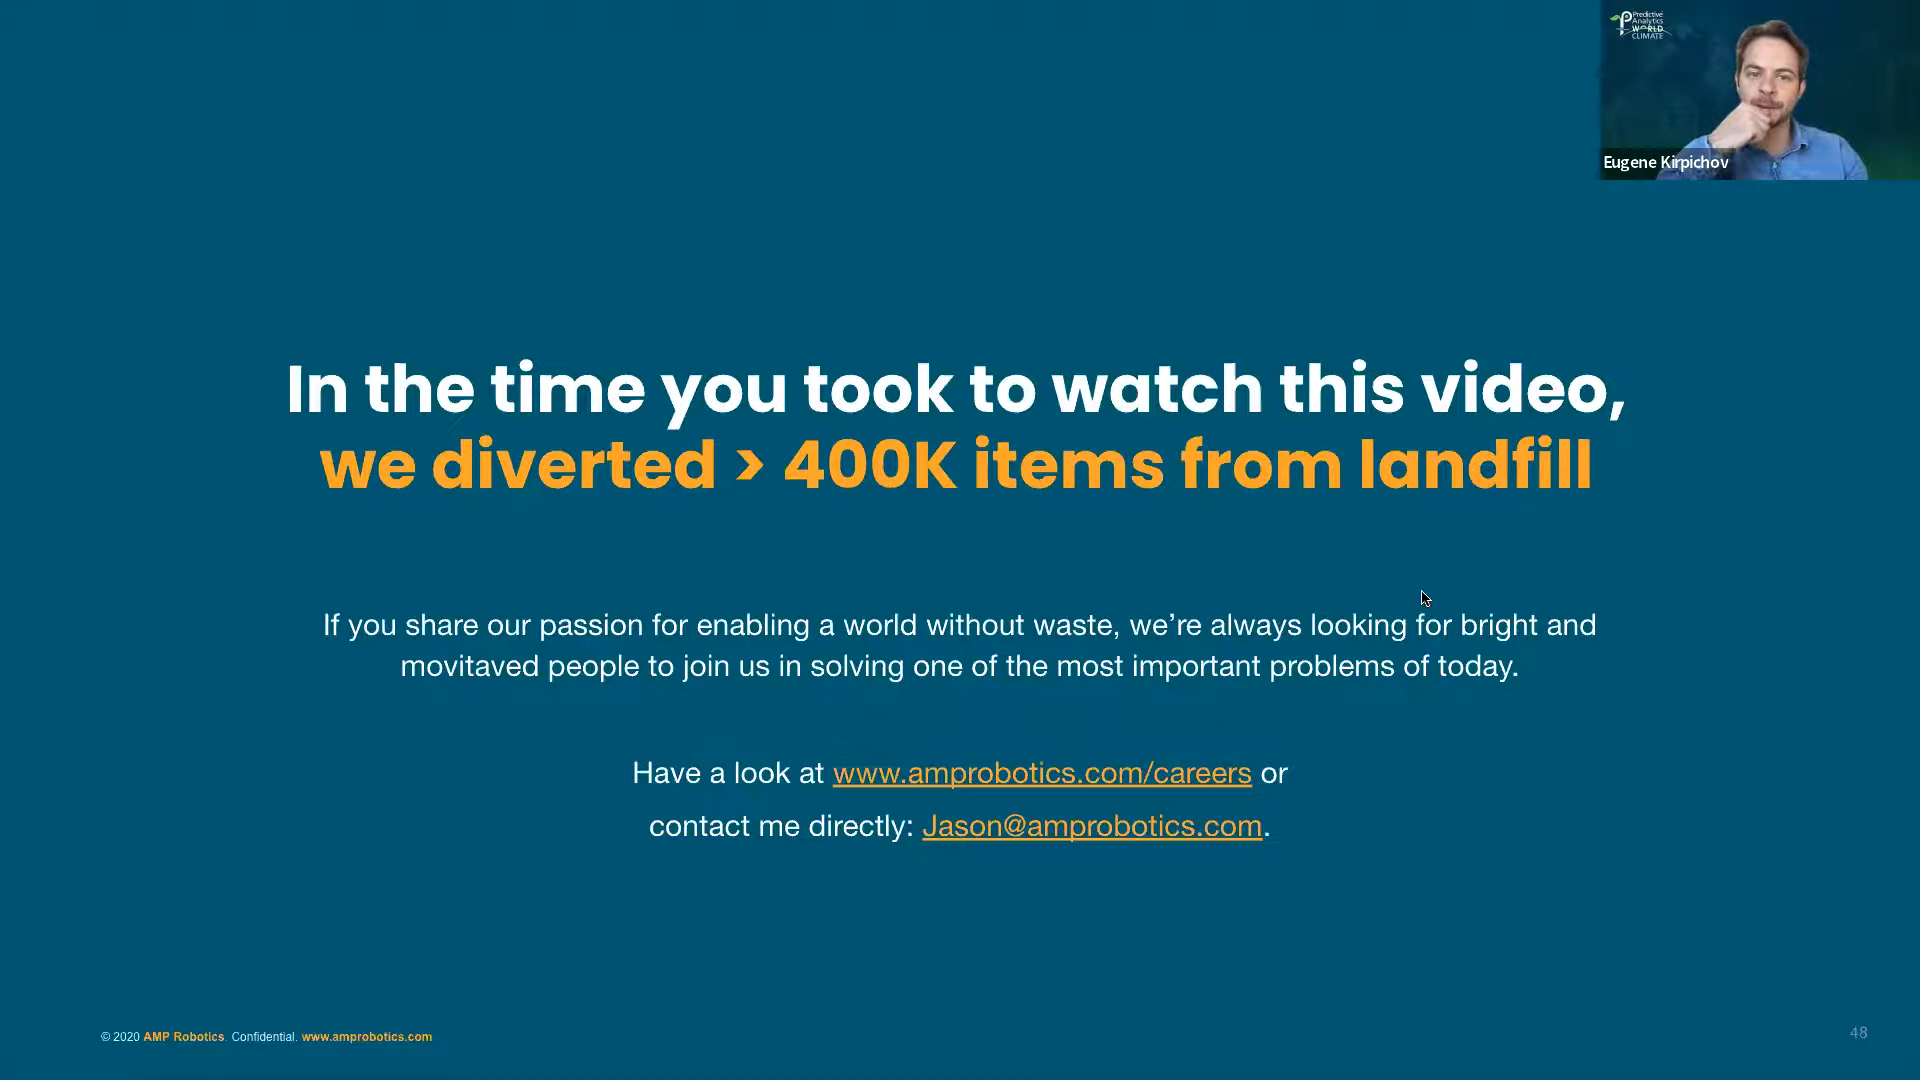 Predictive
Analytics
WORLD
CLIMATE
Eugene Kirpichov
In the time you took to watch this video,
we diverted > 400K items from landfill
If you share our passion for enabling a world without waste, we’re always looking for bright and
movitaved people to join us in solving one of the most important problems of today.
Have a look at www.amprobotics.com/careers or
contact me directly: Jason@amprobotics.com.
© 2020 AMP Robotics. Confidential. www.amprobotics.com
48